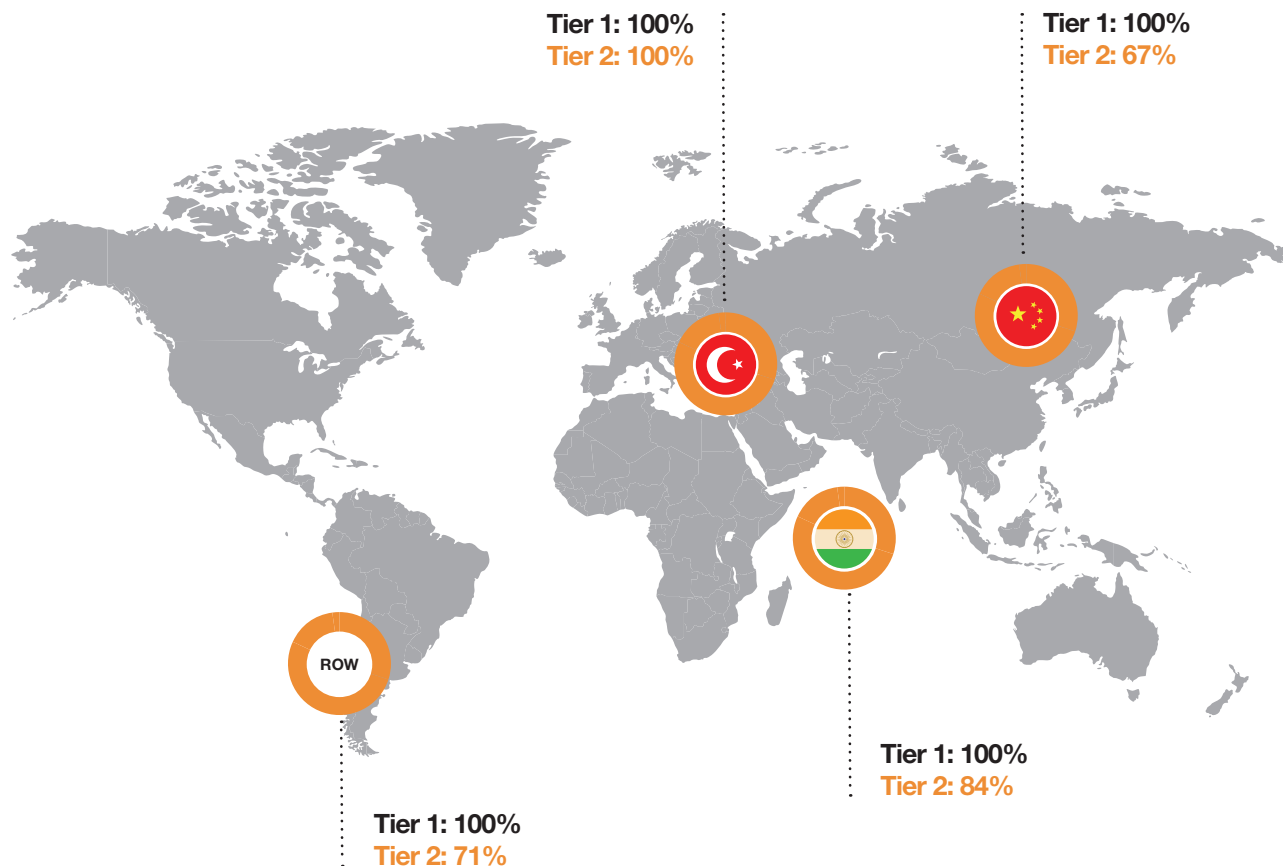 Tier 1: 100%
Tier 2: 100%
Tier 1: 100%
Tier 2: 67%
ROW
Tier 1: 100%
Tier 2: 84%
Tier 1: 100%
Tier 2: 71%